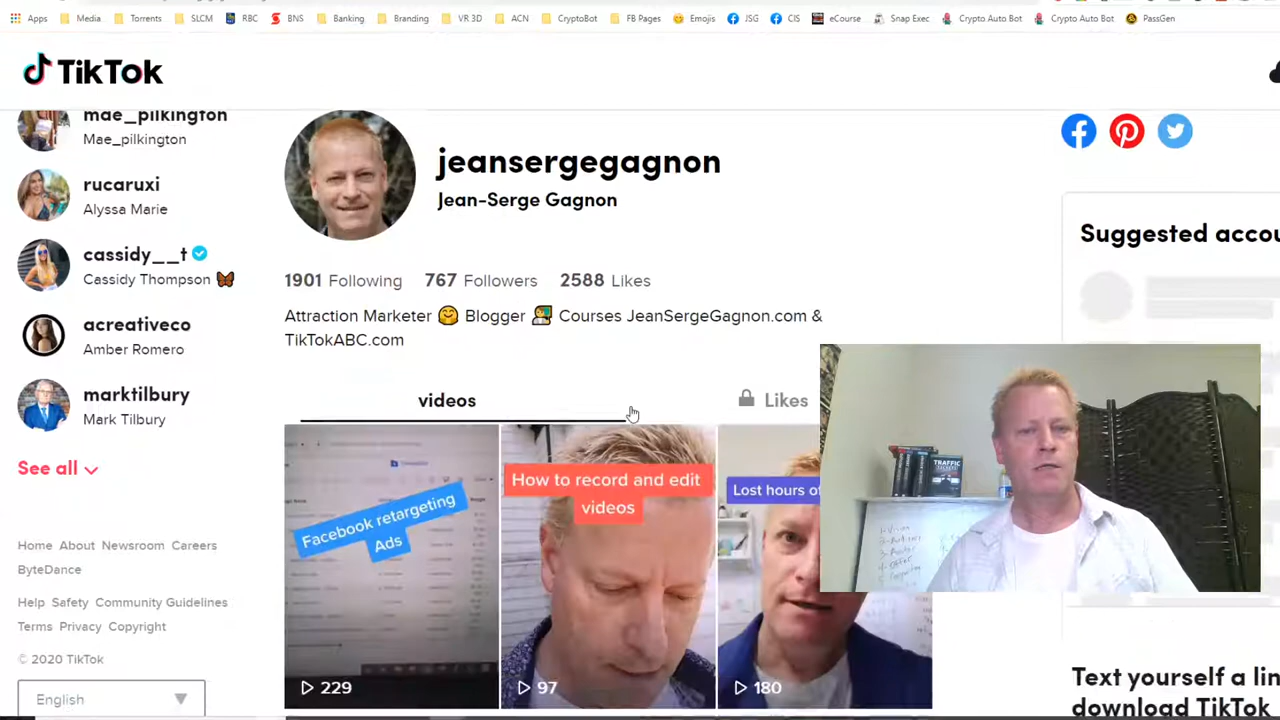 Apps Media Torrents SLCM RBC BNS Banking Branding VR 3D ACN CryptoBot FB Pages Emojis JSG CIS eCourse Snap Exec Crypto Auto Bot Crypto Auto Bot PassGen
TikTok
mae_pilkington
Mae_pilkington
rucaruxi
Alyssa Marie
cassidy__t
Cassidy Thompson
acreativeco
Amber Romero
marktilbury
Mark Tilbury
See all
Home About Newsroom Careers
ByteDance
Help Safety Community Guidelines
Terms Privacy Copyright
© 2020 TikTok
English
jeansergegagnon
Jean-Serge Gagnon
1901 Following 767 Followers 2588 Likes
Attraction Marketer 🤗 Blogger 👨‍🏫 Courses JeanSergeGagnon.com &
TikTokABC.com
videos
Likes
Facebook retargeting
Ads
229
How to record and edit
videos
97
Lost hours of
180
Suggested accou
TRAFFIC
Text yourself a lin
download TikTok